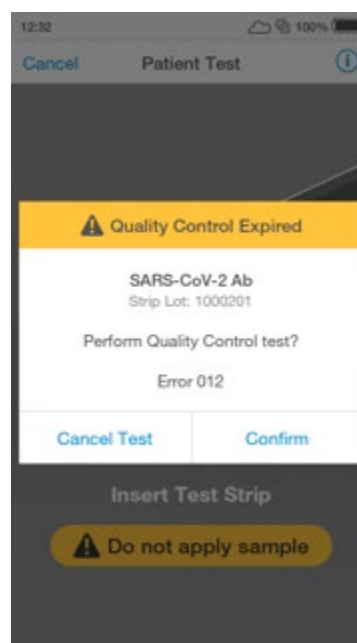 12:32 100%
Cancel Patient Test
Quality Control Expired
SARS-CoV-2 Ab
Strip Lot: 1000201
Perform Quality Control test?
Error 012
Cancel Test Confirm
Insert Test Strip
Do not apply sample